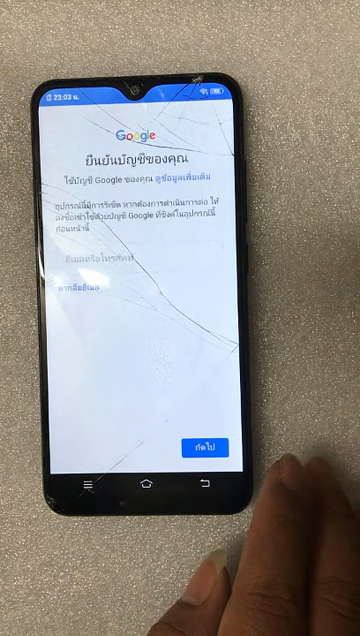 23:03 น.
Google
ยืนยันบัญชีของคุณ
ใช้บัญชี Google ของคุณ ดูข้อมูลเพิ่มเติม
อุปกรณ์นี้มีการรีเซ็ต หากต้องการดำเนินการต่อ ให้
ลงชื่อเข้าใช้ด้วยบัญชี Google ที่ซิงค์ในอุปกรณ์นี้
ก่อนหน้านี้
อีเมลหรือโทรศัพท์
หากลืมอีเมล
ถัดไป